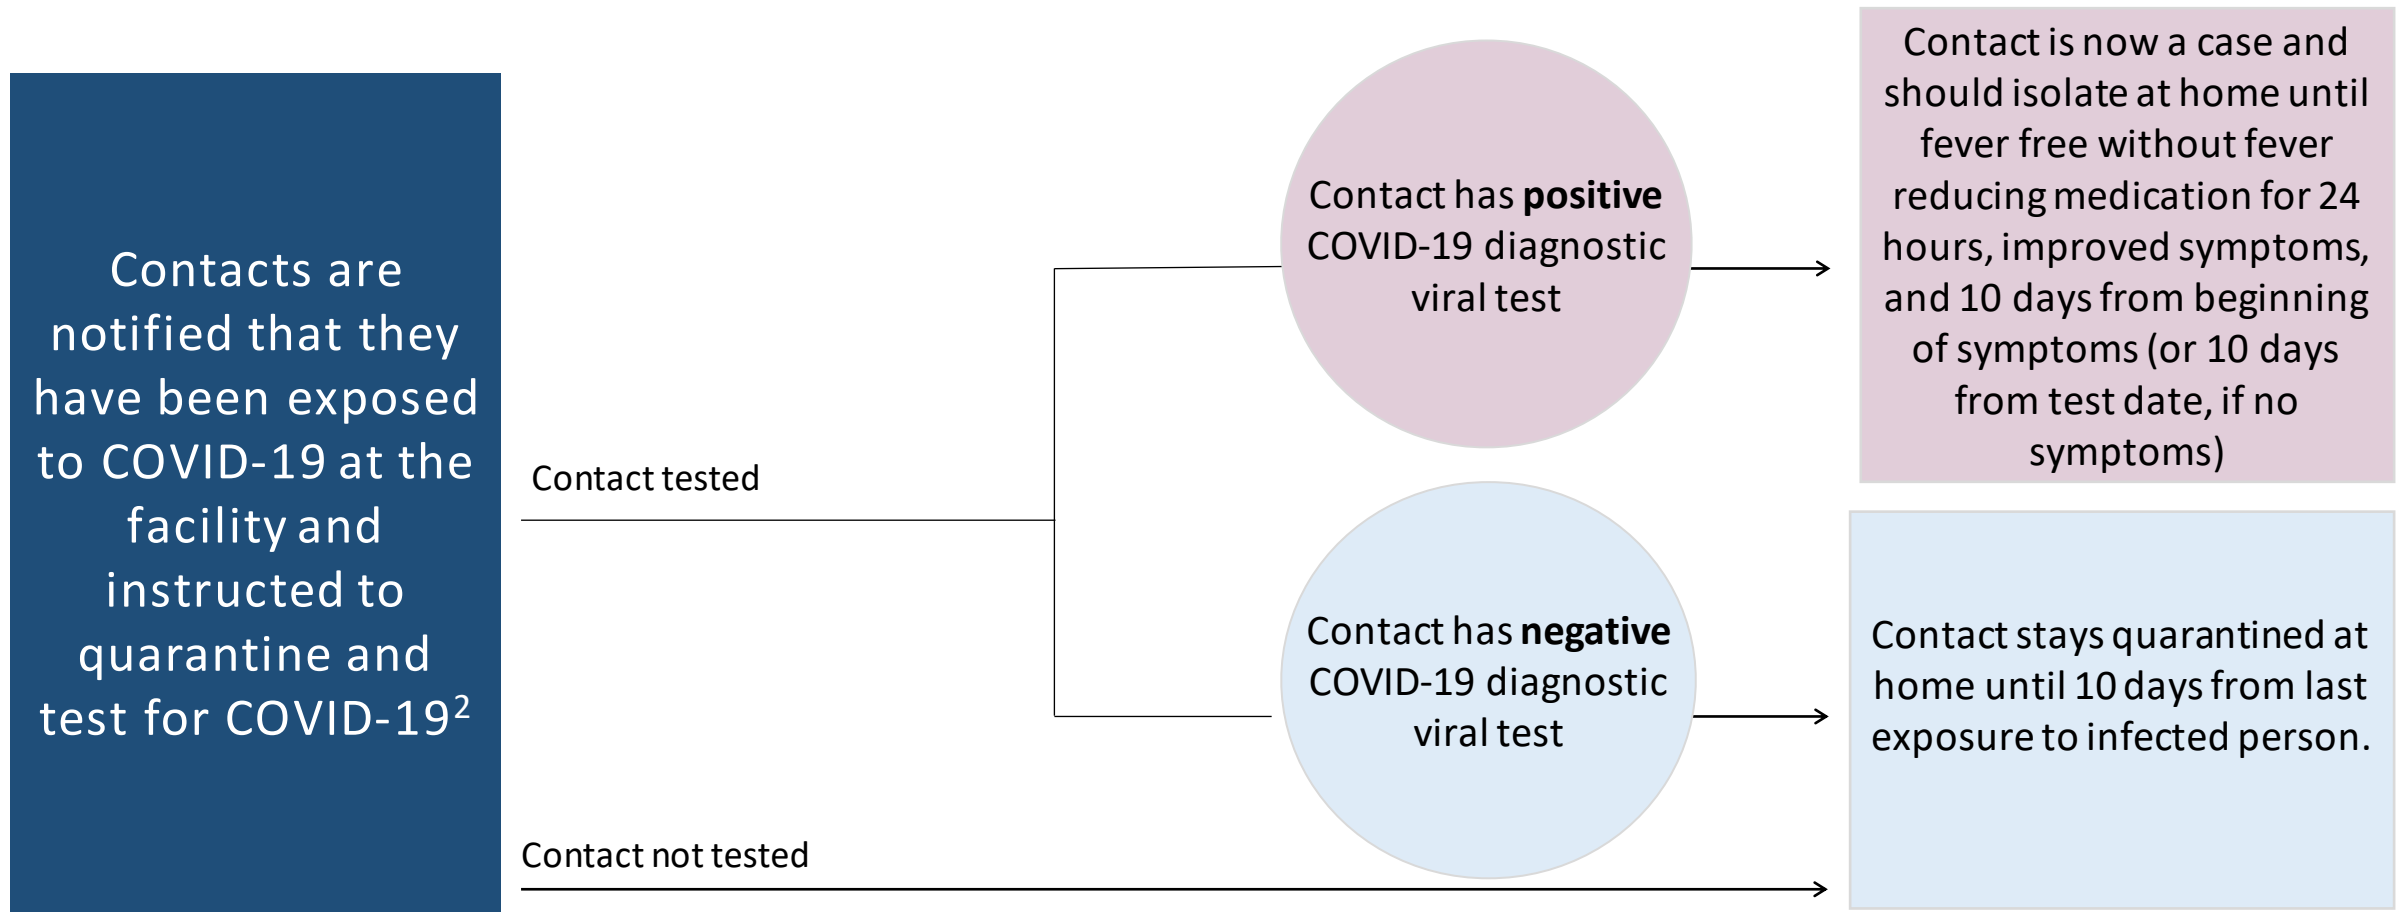 Contacts are
notified that they
have been exposed
to COVID-19 at the
facility and
instructed to
quarantine and
test for COVID-19²
Contact tested
Contact not tested
Contact has positive
COVID-19 diagnostic
viral test
Contact has negative
COVID-19 diagnostic
viral test
Contact is now a case and
should isolate at home until
fever free without fever
reducing medication for 24
hours, improved symptoms,
and 10 days from beginning
of symptoms (or 10 days
from test date, if no
symptoms)
Contact stays quarantined at
home until 10 days from last
exposure to infected person.